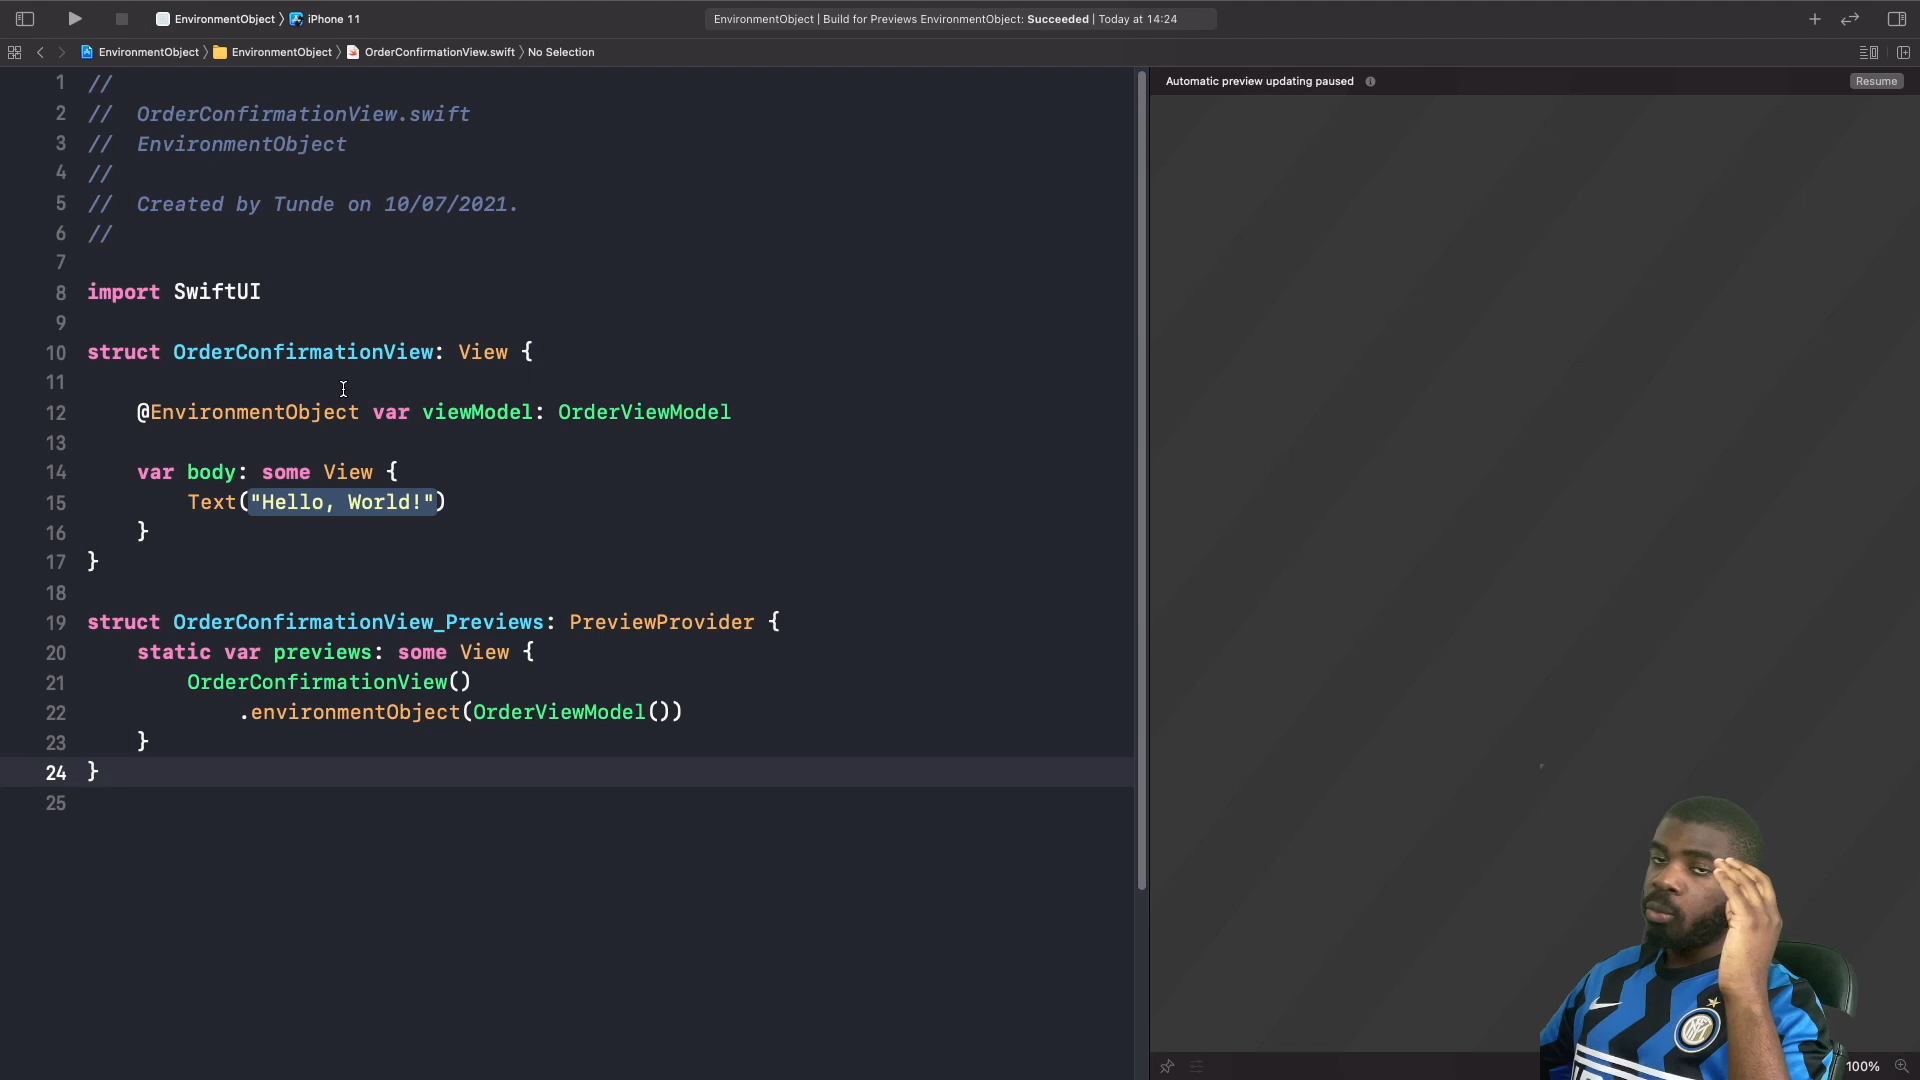 EnvironmentObject 〉 iPhone 11
EnvironmentObject | Build for Previews EnvironmentObject: Succeeded | Today at 14:24
EnvironmentObject 〉 EnvironmentObject 〉 OrderConfirmationView.swift 〉 No Selection
Automatic preview updating paused
Resume
1 //
2 //  OrderConfirmationView.swift
3 //  EnvironmentObject
4 //
5 //  Created by Tunde on 10/07/2021.
6 //
7
8 import SwiftUI
9
10 struct OrderConfirmationView: View {
11
12     @EnvironmentObject var viewModel: OrderViewModel
13
14     var body: some View {
15         Text("Hello, World!")
16     }
17 }
18
19 struct OrderConfirmationView_Previews: PreviewProvider {
20     static var previews: some View {
21         OrderConfirmationView()
22             .environmentObject(OrderViewModel())
23     }
24 }
25
100%